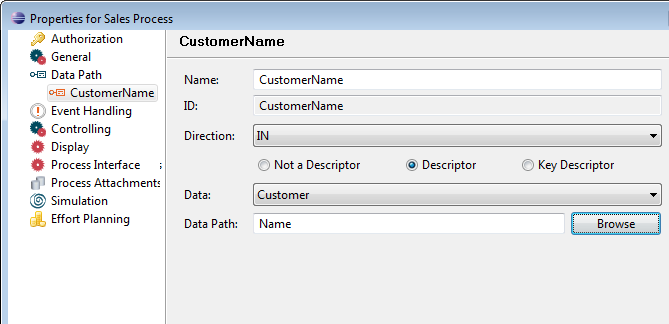 Properties for Sales Process
Authorization
General
Data Path
CustomerName
Event Handling
Controlling
Display
Process Interface
Process Attachments
Simulation
Effort Planning
CustomerName
Name: CustomerName
ID: CustomerName
Direction: IN
Not a Descriptor Descriptor Key Descriptor
Data: Customer
Data Path: Name Browse